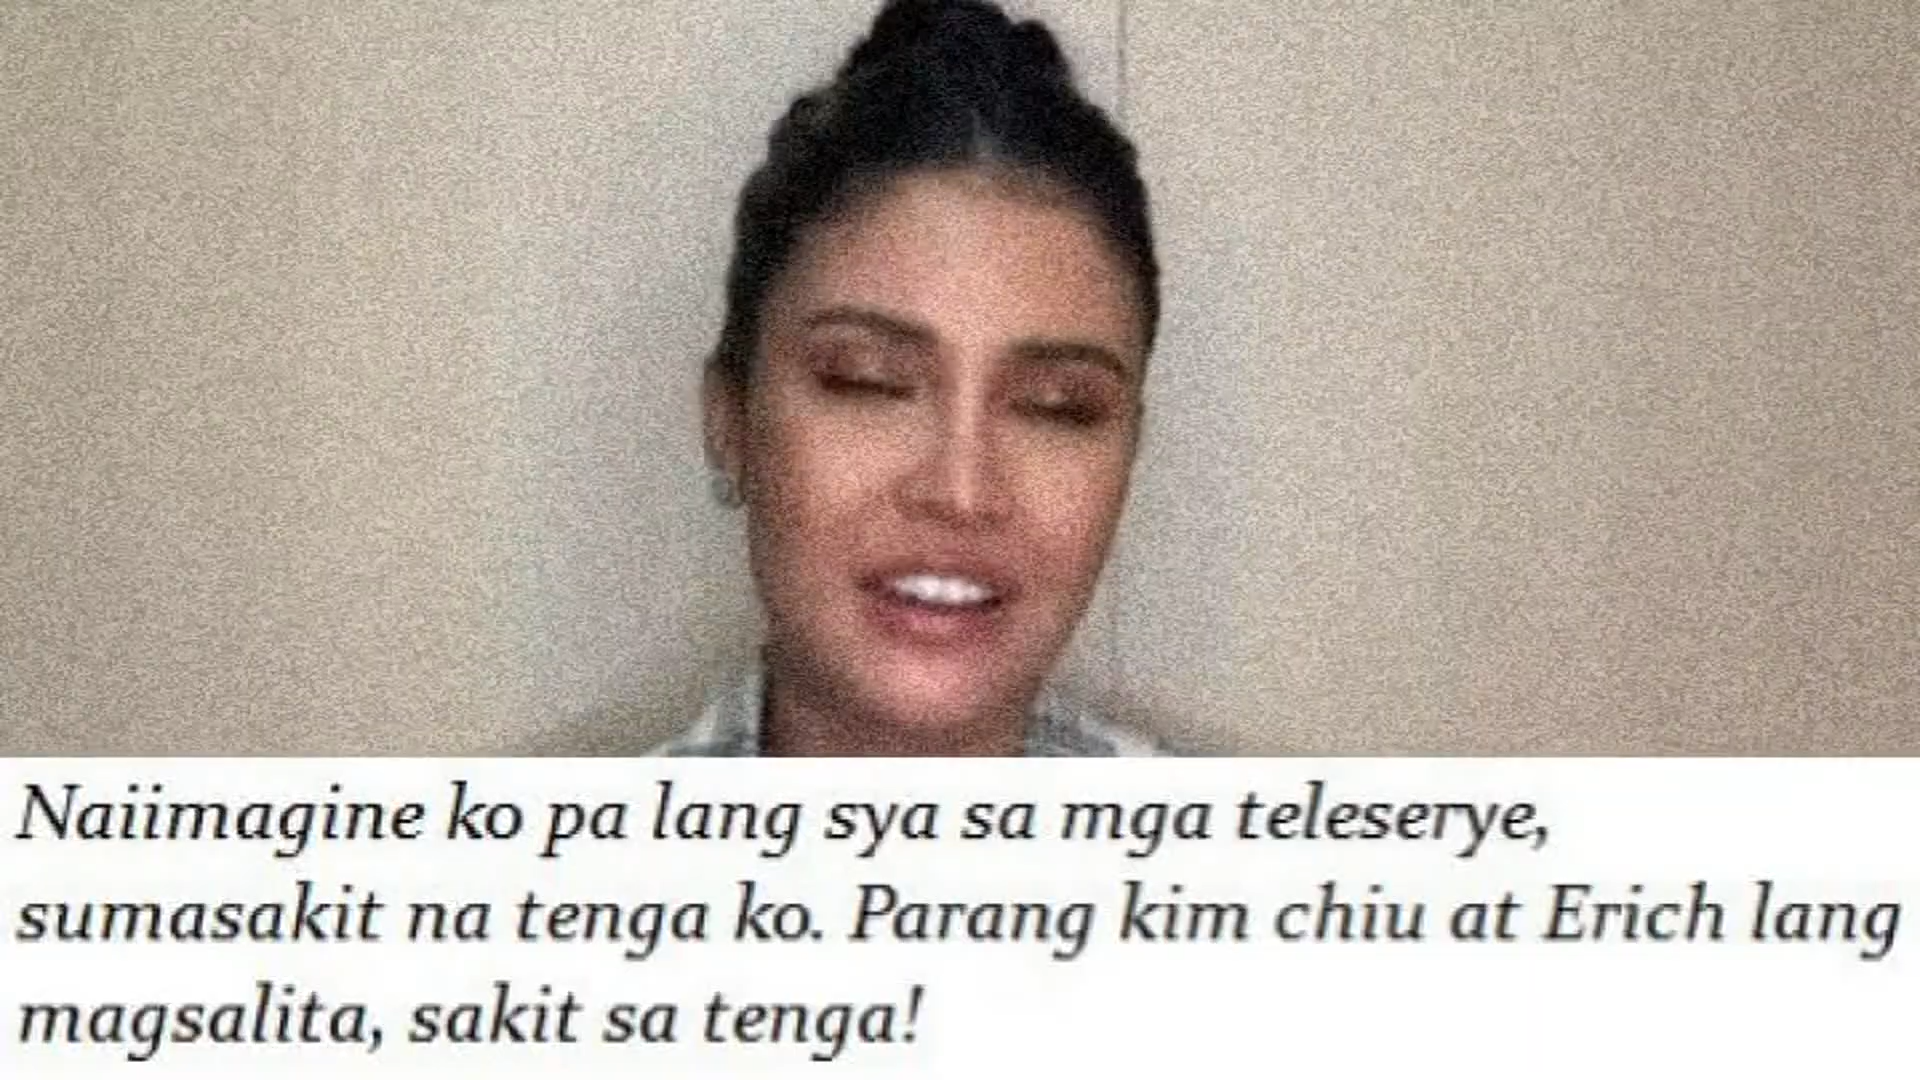 Naiimagine ko pa lang sya sa mga teleserye,
sumasakit na tenga ko. Parang kim chiu at Erich lang
magsalita, sakit sa tenga!